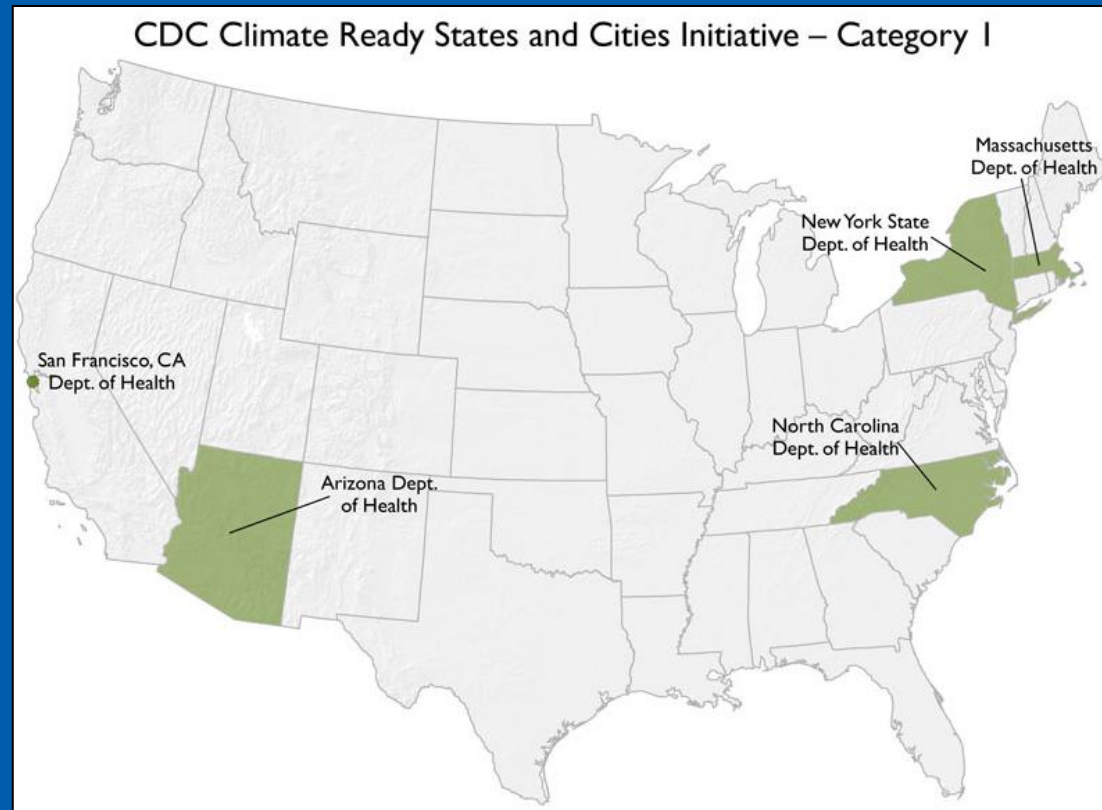 CDC Climate Ready States and Cities Initiative – Category 1
Massachusetts
Dept. of Health
New York State
Dept. of Health
San Francisco, CA
Dept. of Health
North Carolina
Dept. of Health
Arizona Dept.
of Health